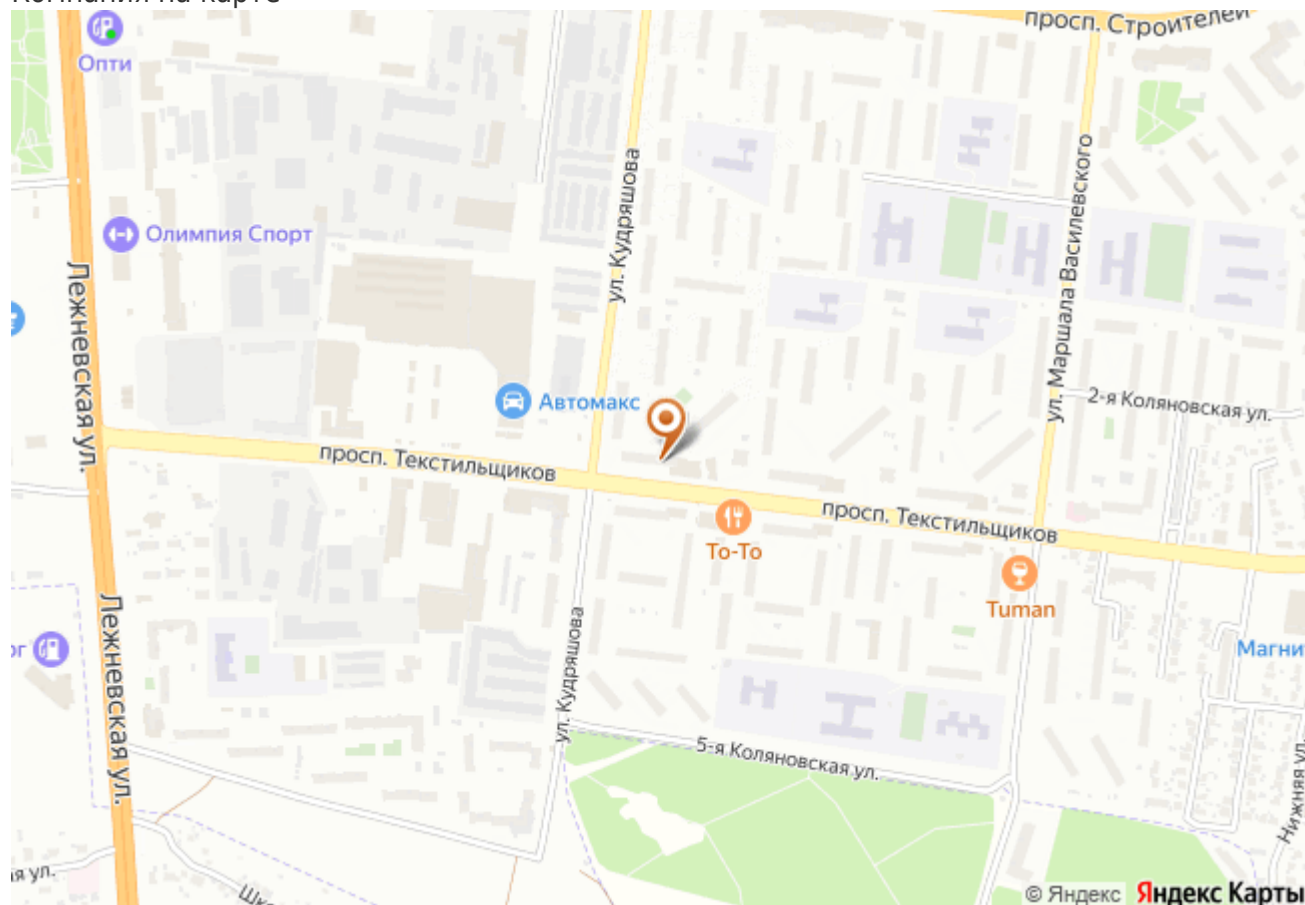 просп. Строителей
Опти
ул. Кудряшова
ул. Маршала Василевского
Олимпия Спорт
Лежневская ул.
Автомакс
2-я Коляновская ул.
просп. Текстильщиков
просп. Текстильщиков
То-То
Tuman
Лежневская ул.
ул. Кудряшова
Магни
5-я Коляновская ул.
Нижняя ул.
© Яндекс Яндекс Карты